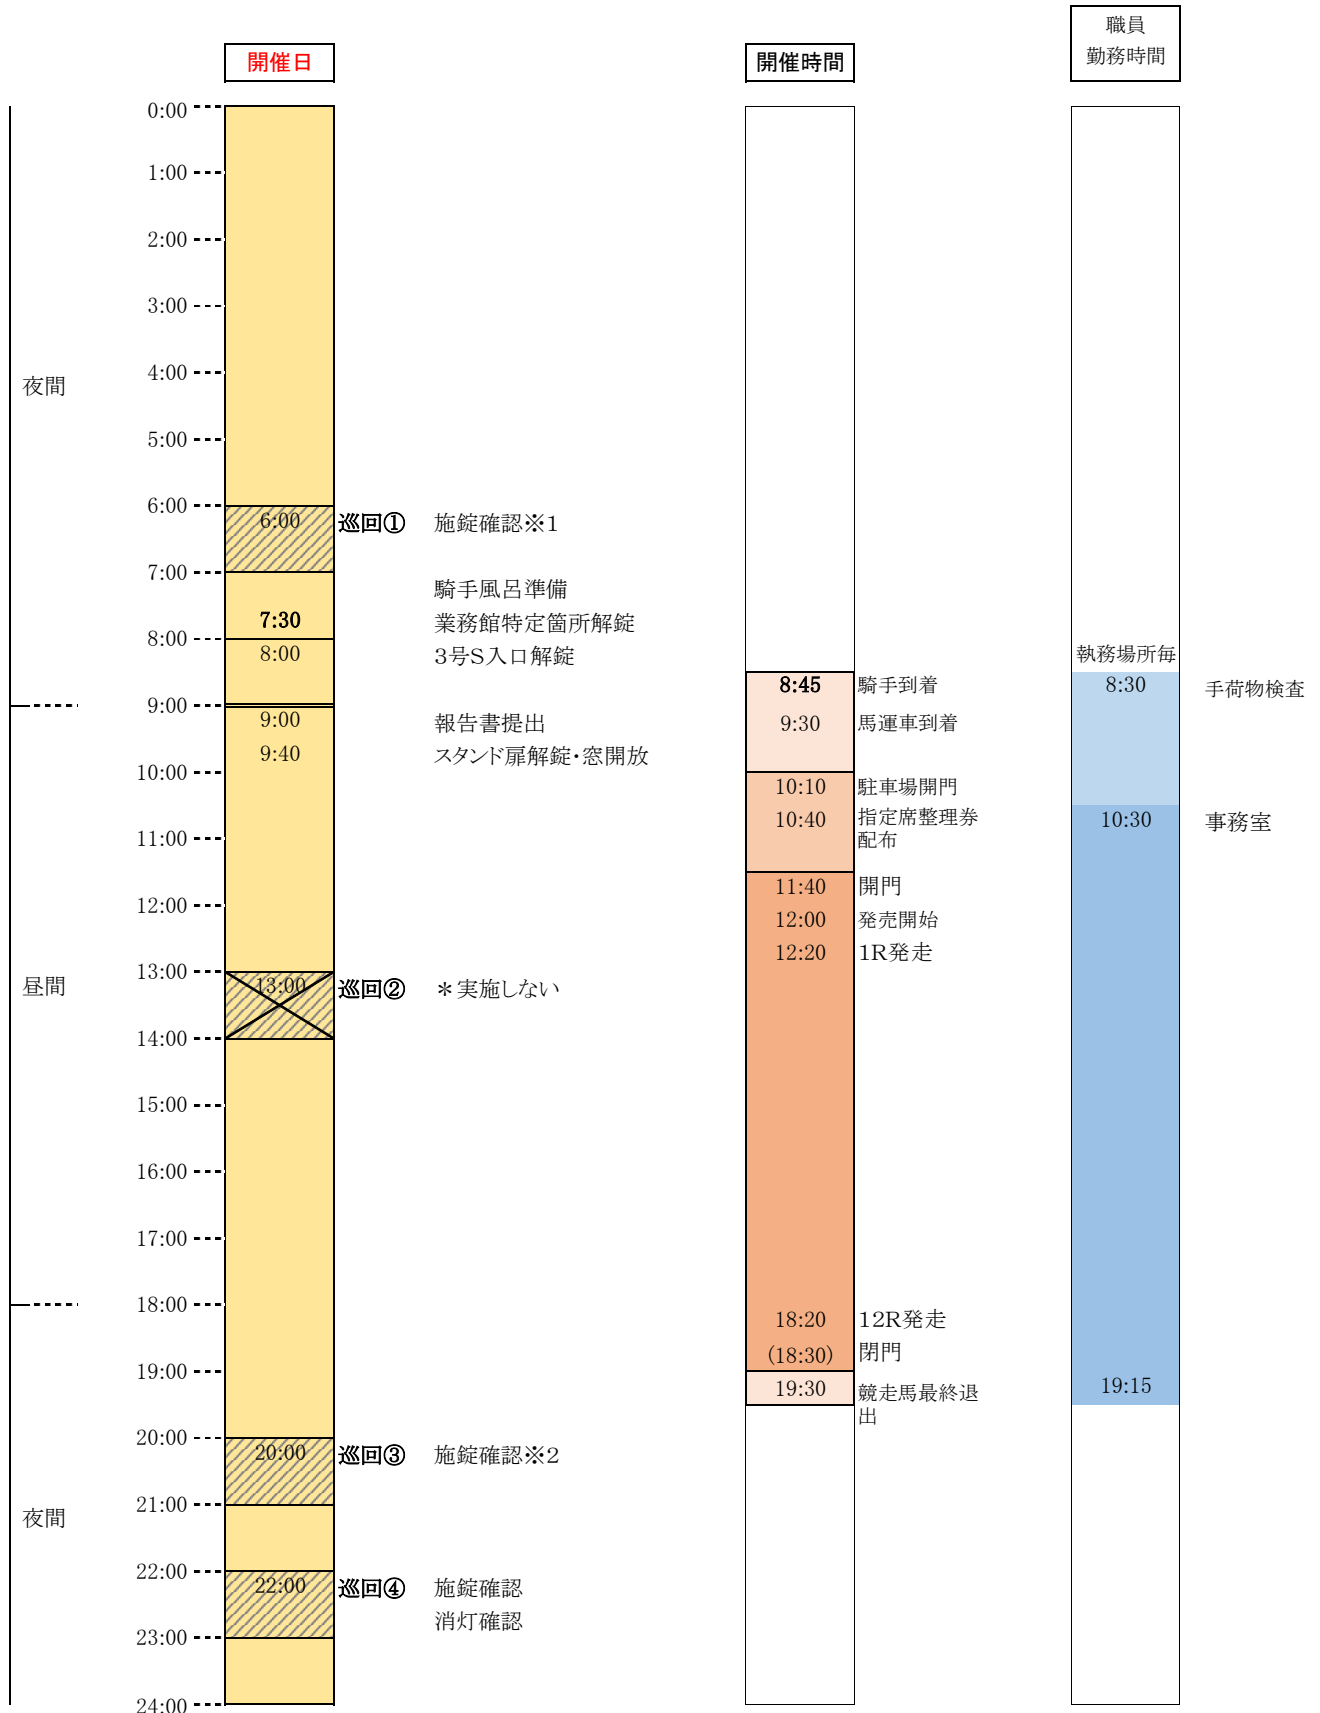 職員
勤務時間
開催日
開催時間
0:00
1:00
2:00
3:00
4:00
夜間
5:00
6:00
6:00 巡回① 施錠確認※1
7:00
騎手風呂準備
7:30 業務館特定箇所解錠
8:00
8:00 3号S入口解錠
執務場所毎
8:45 騎手到着
8:30 手荷物検査
9:00
9:00 報告書提出
9:30 馬運車到着
9:40 スタンド扉解錠・窓開放
10:00
10:10 駐車場開門
10:40 指定席整理券
配布
10:30 事務室
11:00
11:40 開門
12:00
12:00 発売開始
12:20 1R発走
13:00
昼間
13:00 巡回② *実施しない
14:00
15:00
16:00
17:00
18:00
18:20 12R発走
(18:30) 閉門
19:00
19:30 競走馬最終退
出
19:15
20:00
20:00 巡回③ 施錠確認※2
21:00
夜間
22:00
22:00 巡回④ 施錠確認
消灯確認
23:00
24:00